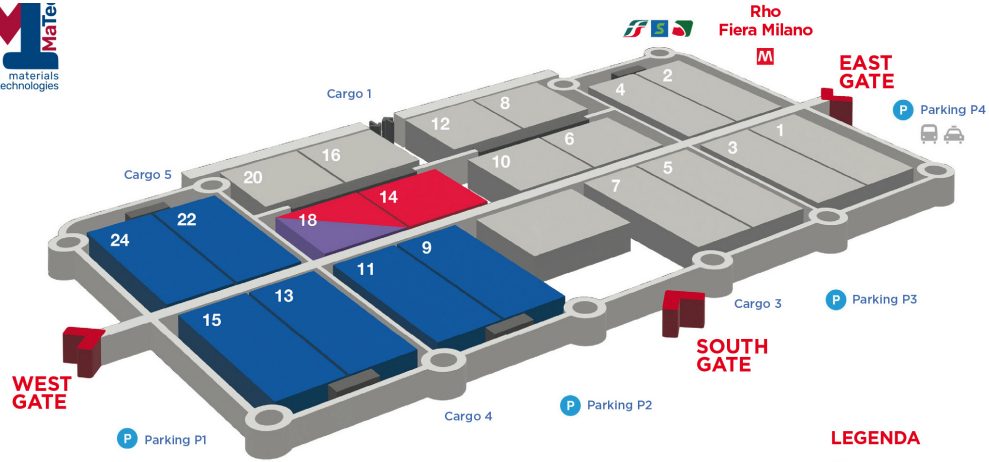 MaTe
materials
echnologies
Rho
Fiera Milano
S
M
EAST
GATE
P Parking P4
Cargo 1
2
4
8
12
1
6
3
16
10
5
20
7
Cargo 5
14
18
22
9
24
11
13
15
Cargo 3
P Parking P3
SOUTH
GATE
WEST
GATE
Cargo 4
P Parking P2
P Parking P1
LEGENDA